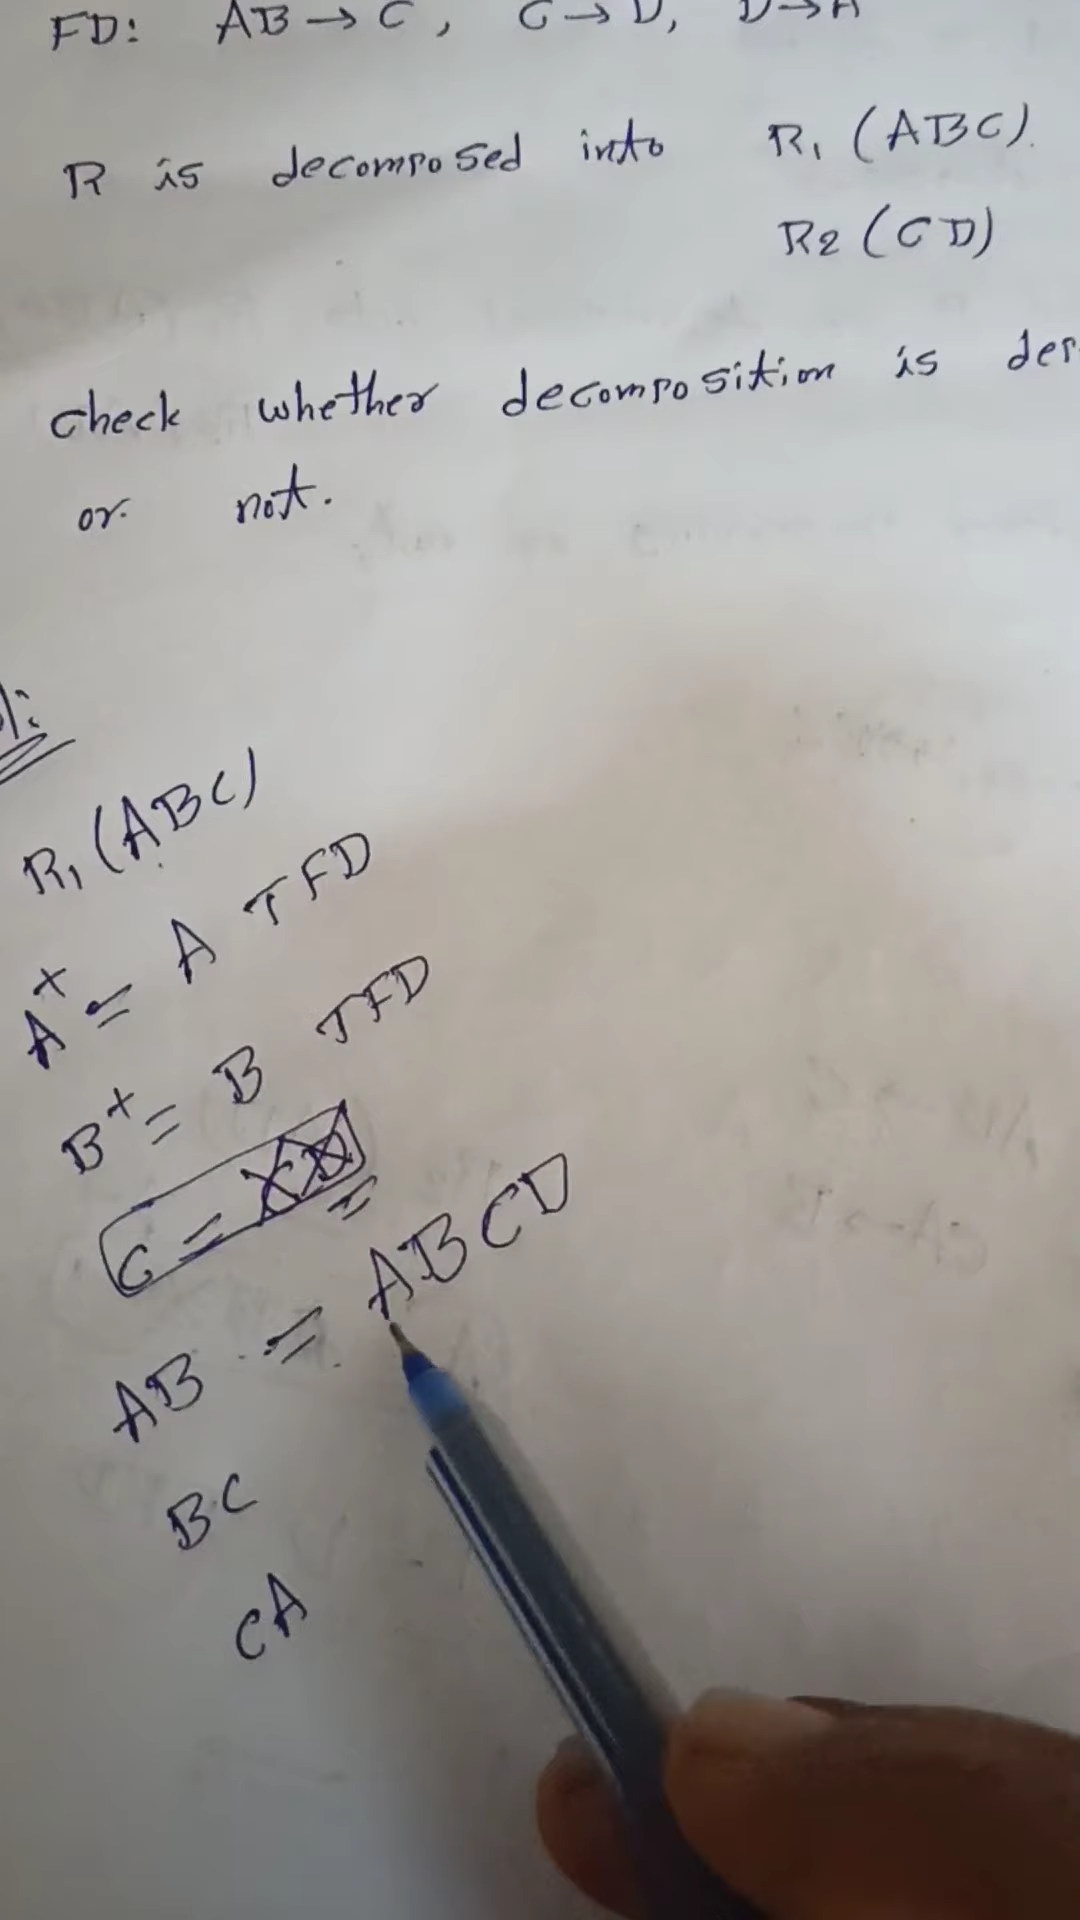 FD: AB → C, C → D, D → A
R is decomposed into R1 (ABC).
R2 (CD)
check whether decomposition is der
or not.
R1 (ABC)
A+ = A TFD
B+ = B TFD
C =
AB = ABCD
BC
CA